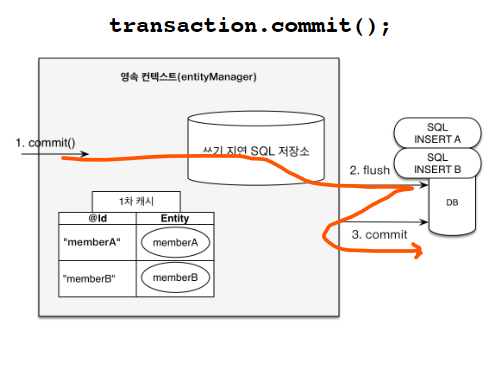 transaction.commit();
영속 컨텍스트(entityManager)
쓰기 지연 SQL 저장소
1. commit()
SQL
INSERT A
SQL
INSERT B
2. flush
DB
3. commit
1차 캐시
@Id Entity
"memberA" memberA
"memberB" memberB